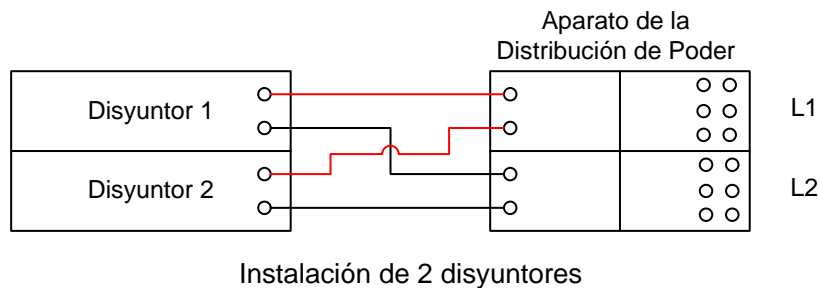 Aparato de la
Distribución de Poder
Disyuntor 1
L1
Disyuntor 2
L2
Instalación de 2 disyuntores